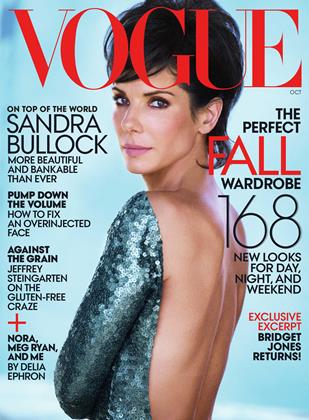 VOGUE
OCT
ON TOP OF THE WORLD
SANDRA
BULLOCK
MORE BEAUTIFUL
AND BANKABLE
THAN EVER
PUMP DOWN
THE VOLUME
HOW TO FIX
AN OVERINJECTED
FACE
AGAINST
THE GRAIN
JEFFREY
STEINGARTEN
ON THE
GLUTEN-FREE
CRAZE
+
NORA,
MEG RYAN,
AND ME
BY DELIA
EPHRON
THE
PERFECT
FALL
WARDROBE
168
NEW LOOKS
FOR DAY,
NIGHT, AND
WEEKEND
EXCLUSIVE
EXCERPT
BRIDGET
JONES
RETURNS!